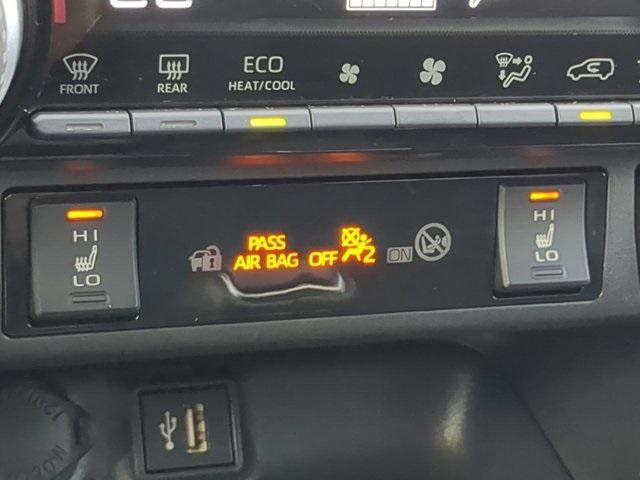 FRONT
REAR
ECO
HEAT/COOL
HI
LO
PASS
AIR BAG OFF
2
ON
HI
LO